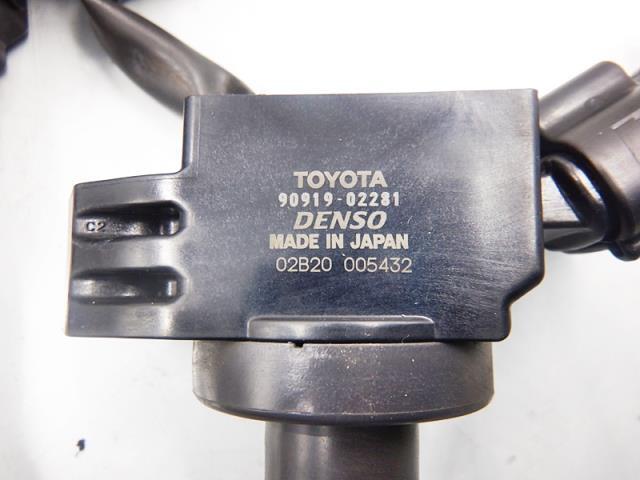 TOYOTA
90919-02281
DENSO
MADE IN JAPAN
02B20 005432
C2